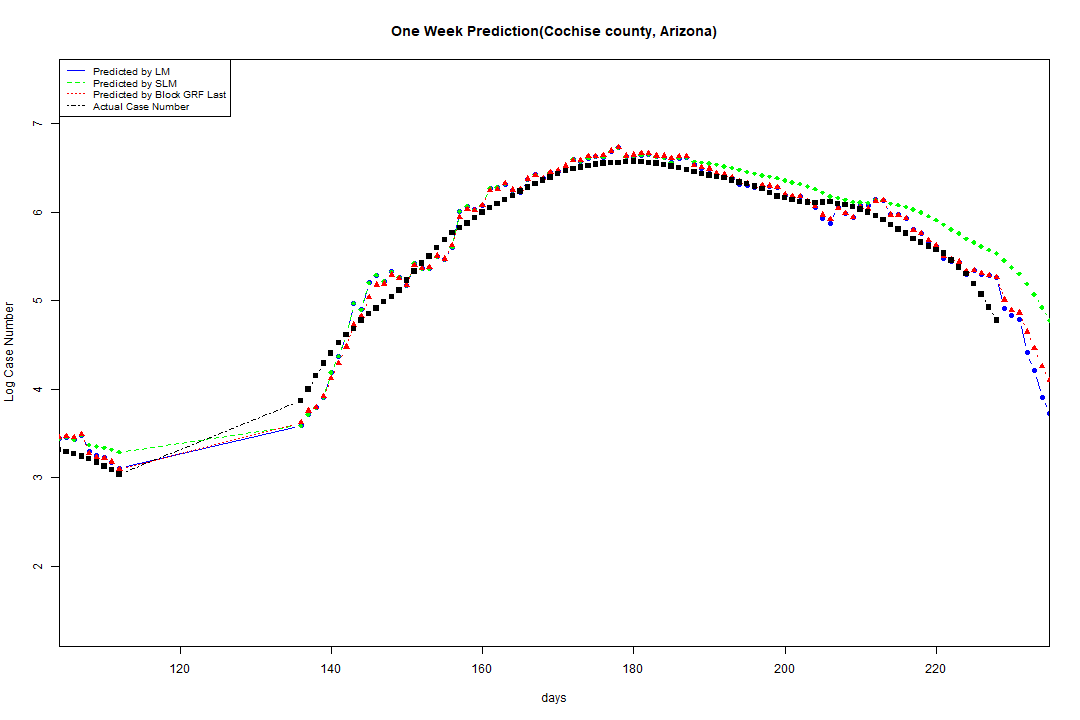 One Week Prediction(Cochise county, Arizona)
Predicted by LM
Predicted by SLM
Predicted by Block GRF Last
Actual Case Number
7
6
5
4
3
2
Log Case Number
120 140 160 180 200 220
days